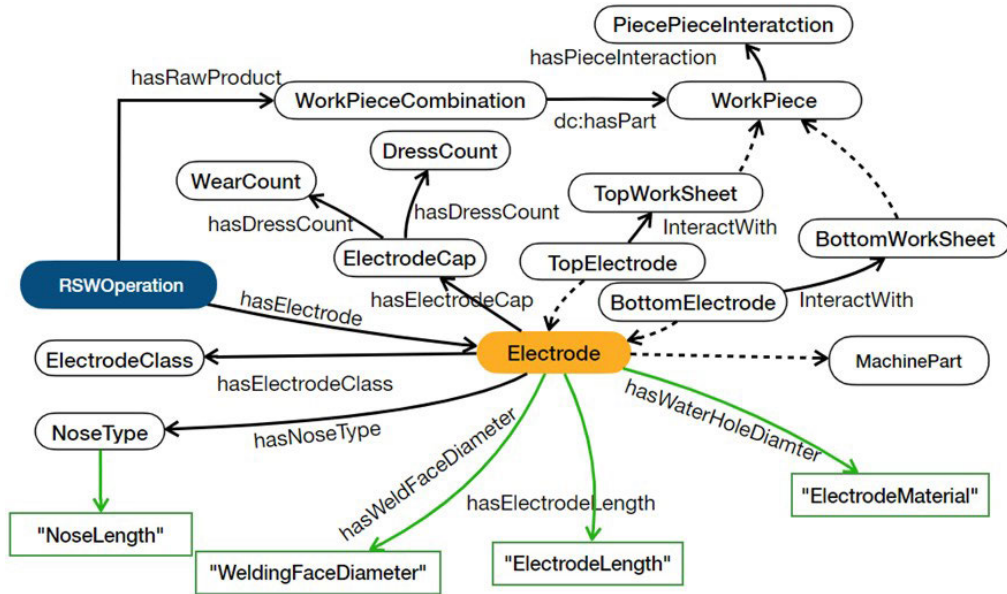 PiecePieceInteratction
hasPieceInteraction
hasRawProduct
WorkPieceCombination
dc:hasPart
WorkPiece
DressCount
WearCount
hasDressCount
hasDressCount
TopWorkSheet
InteractWith
BottomWorkSheet
ElectrodeCap
TopElectrode
RSWOperation
hasElectrode
hasElectrodeCap
BottomElectrode
InteractWith
ElectrodeClass
hasElectrodeClass
Electrode
MachinePart
NoseType
hasNoseType
hasWeldFaceDiameter
hasElectrodeLength
hasWaterHoleDiamter
"NoseLength"
"WeldingFaceDiameter"
"ElectrodeLength"
"ElectrodeMaterial"